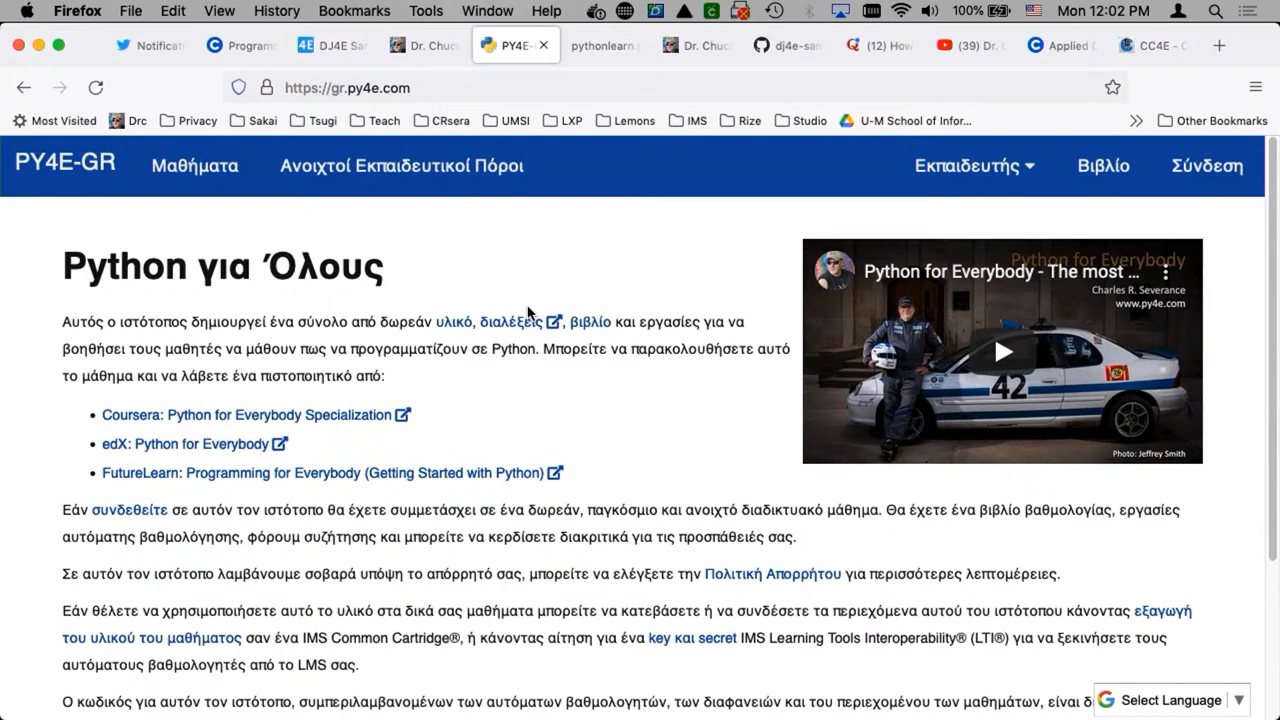 Firefox File Edit View History Bookmarks Tools Window Help 100% Mon 12:02 PM
Notificati Programm DJ4E Sa Dr. Chuc PY4E- pythonlearn. Dr. Chuc dj4e-san (12) How (39) Dr. C Applied D CC4E - C
https://gr.py4e.com
Most Visited Drc Privacy Sakai Tsugi Teach CRsera UMSI LXP Lemons IMS Rize Studio U-M School of Infor... Other Bookmarks
PY4E-GR Μαθήματα Ανοιχτοί Εκπαιδευτικοί Πόροι Εκπαιδευτής Βιβλίο Σύνδεση
Python για Όλους
Αυτός ο ιστότοπος δημιουργεί ένα σύνολο από δωρεάν υλικό, διαλέξεις, βιβλίο και εργασίες για να
βοηθήσει τους μαθητές να μάθουν πως να προγραμματίζουν σε Python. Μπορείτε να παρακολουθήσετε αυτό
το μάθημα και να λάβετε ένα πιστοποιητικό από:
• Coursera: Python for Everybody Specialization
• edX: Python for Everybody
• FutureLearn: Programming for Everybody (Getting Started with Python)
Python for Everybody
Python for Everybody - The most ...
Charles R. Severance
www.py4e.com
42
Photo: Jeffrey Smith
Εάν συνδεθείτε σε αυτόν τον ιστότοπο θα έχετε συμμετάσχει σε ένα δωρεάν, παγκόσμιο και ανοιχτό διαδικτυακό μάθημα. Θα έχετε ένα βιβλίο βαθμολογίας, εργασίες
αυτόματης βαθμολόγησης, φόρουμ συζήτησης και μπορείτε να κερδίσετε διακριτικά για τις προσπάθειές σας.
Σε αυτόν τον ιστότοπο λαμβάνουμε σοβαρά υπόψη το απόρρητό σας, μπορείτε να ελέγξετε την Πολιτική Απορρήτου για περισσότερες λεπτομέρειες.
Εάν θέλετε να χρησιμοποιήσετε αυτό το υλικό στα δικά σας μαθήματα μπορείτε να κατεβάσετε ή να συνδέσετε τα περιεχόμενα αυτού του ιστότοπου κάνοντας εξαγωγή
του υλικού του μαθήματος σαν ένα IMS Common Cartridge®, ή κάνοντας αίτηση για ένα key και secret IMS Learning Tools Interoperability® (LTI®) για να ξεκινήσετε τους
αυτόματους βαθμολογητές από το LMS σας.
Ο κωδικός για αυτόν τον ιστότοπο, συμπεριλαμβανομένων των αυτόματων βαθμολογητών, των διαφανειών και του περιεχομένου των μαθημάτων, είναι δ
Select Language